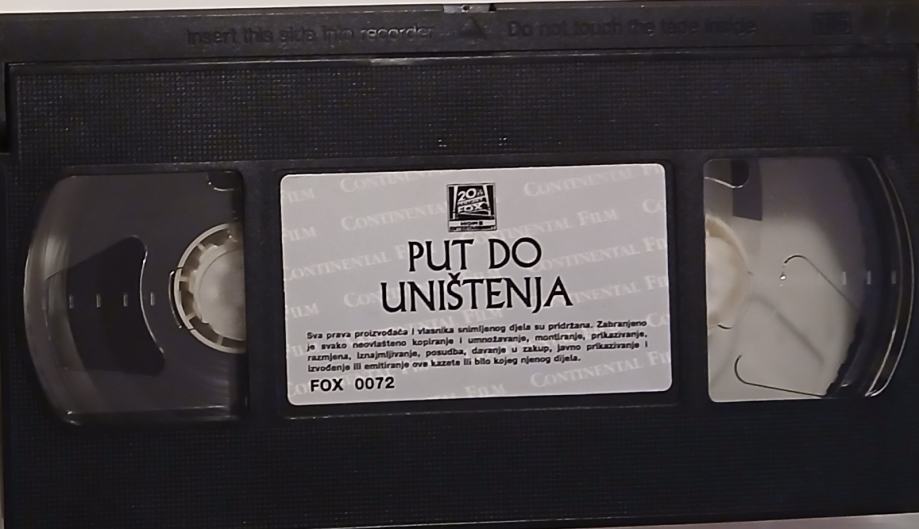 Insert this side into recorder
Do not touch the tape inside
20th
CENTURY
FOX
CONTINENTAL FILM
PUT DO
UNIŠTENJA
Sva prava proizvođača i vlasnika snimljenog djela su pridržana. Zabranjeno
je svako neovlašteno kopiranje i umnožavanje, montiranje, prikazivanje,
razmjena, iznajmljivanje, posudba, davanje u zakup, javno prikazivanje i
izvođenje ili emitiranje ove kazete ili bilo kojeg njenog dijela.
FOX 0072